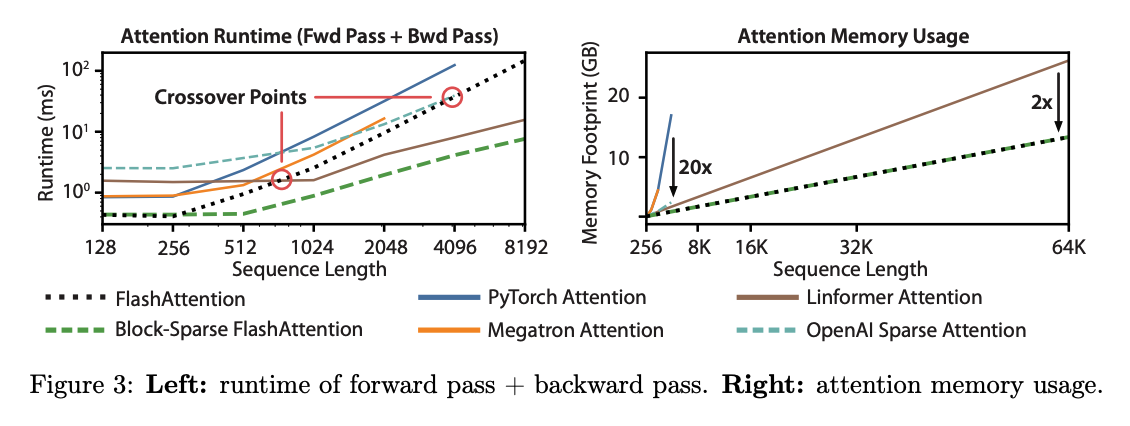 Attention Runtime (Fwd Pass + Bwd Pass)
Runtime (ms)
10²
10¹
10⁰
Crossover Points
128 256 512 1024 2048 4096 8192
Sequence Length
Attention Memory Usage
Memory Footprint (GB)
20
10
20x
2x
256 8K 16K 32K 64K
Sequence Length
FlashAttention
Block-Sparse FlashAttention
PyTorch Attention
Megatron Attention
Linformer Attention
OpenAI Sparse Attention
Figure 3: Left: runtime of forward pass + backward pass. Right: attention memory usage.